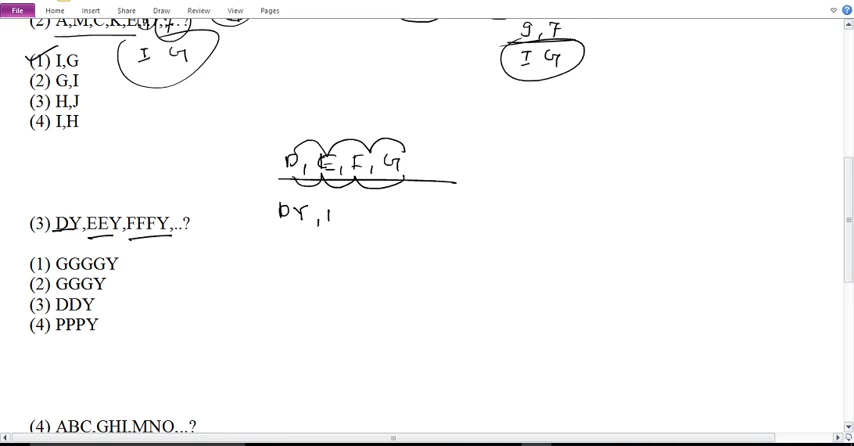 File Home Insert Share Draw Review View Pages
(2) A,M,C,K,E
9, 7
I G
I G
(1) I,G
(2) G,I
(3) H,J
(4) I,H
D, E, F, G
DY,
(3) DY,EEY,FFFY,..?
(1) GGGGY
(2) GGGY
(3) DDY
(4) PPPY
(4) ABC,GHI,MNO...?